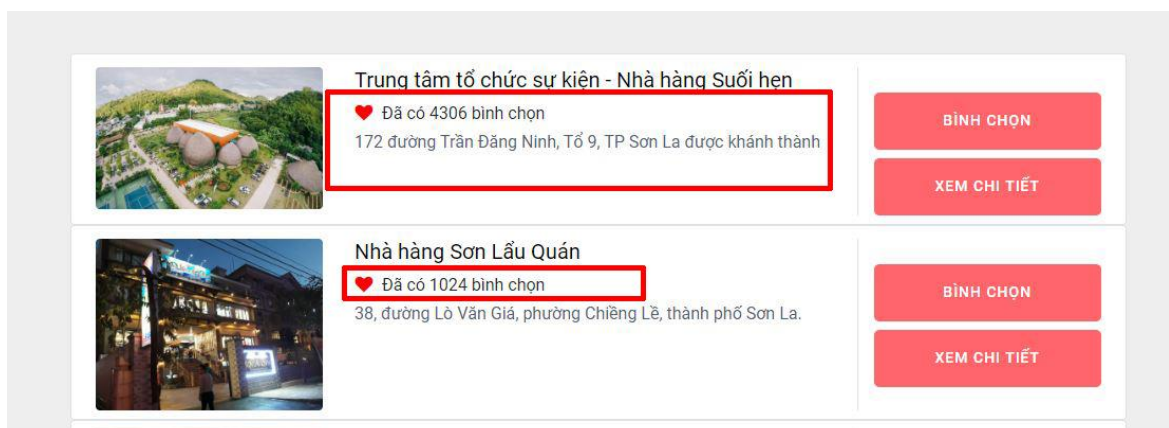 Trung tâm tổ chức sự kiện - Nhà hàng Suối hẹn
Đã có 4306 bình chọn
172 đường Trần Đăng Ninh, Tổ 9, TP Sơn La được khánh thành
BÌNH CHỌN
XEM CHI TIẾT
Nhà hàng Sơn Lẩu Quán
Đã có 1024 bình chọn
38, đường Lò Văn Giá, phường Chiềng Lề, thành phố Sơn La.
BÌNH CHỌN
XEM CHI TIẾT